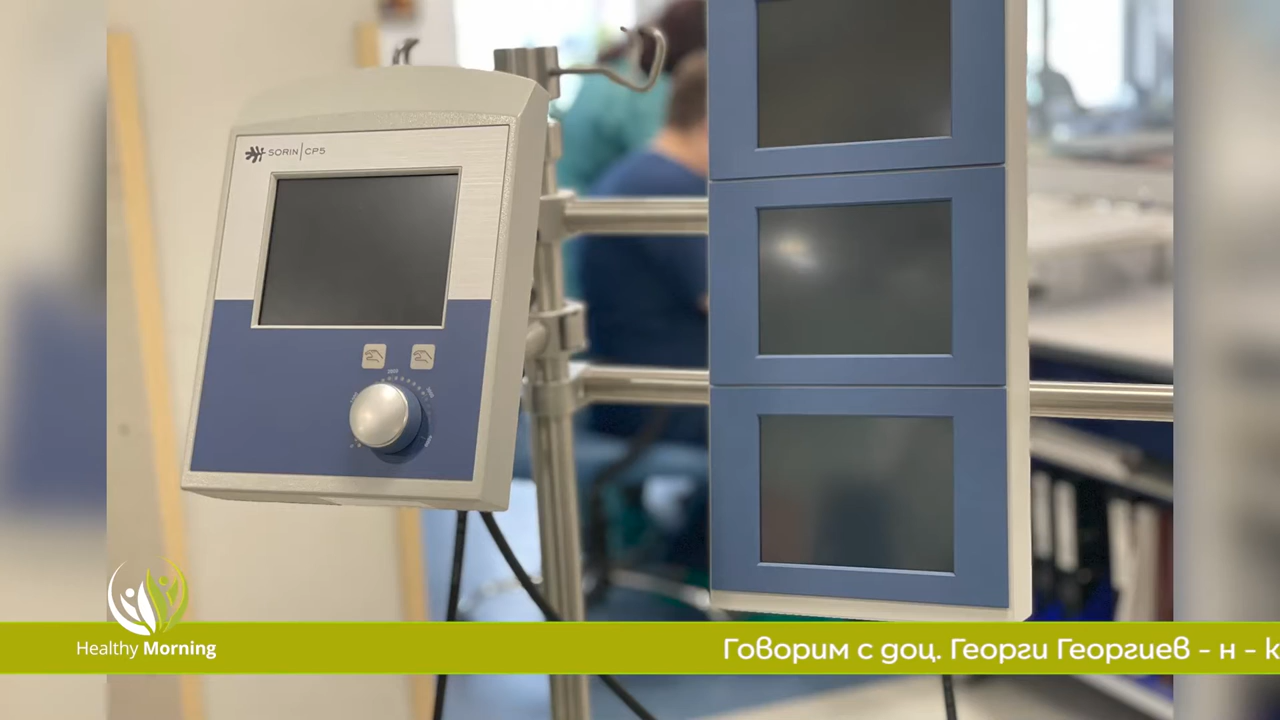 SORIN CP5
Healthy Morning
Говорим с доц. Георги Георгиев - н - к